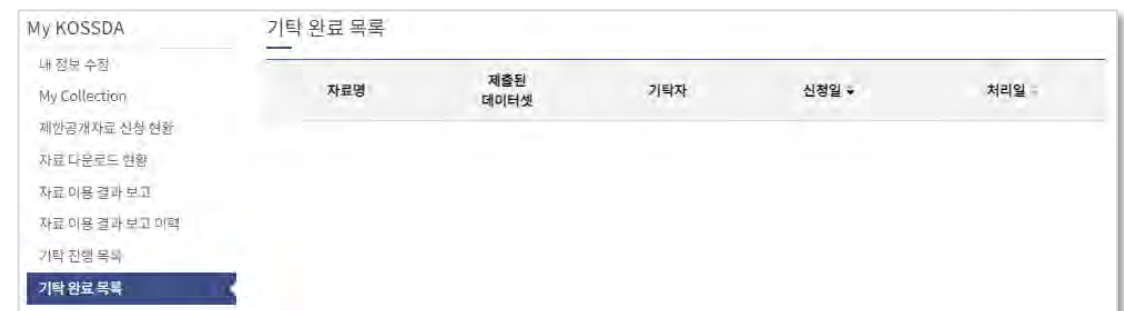 My KOSSDA
내 정보 수정
My Collection
제한공개자료 신청 현황
자료 다운로드 현황
자료 이용 결과 보고
자료 이용 결과 보고 이력
기탁 진행 목록
기탁 완료 목록
기탁 완료 목록
자료명
제출된
데이터셋
기탁자
신청일
처리일